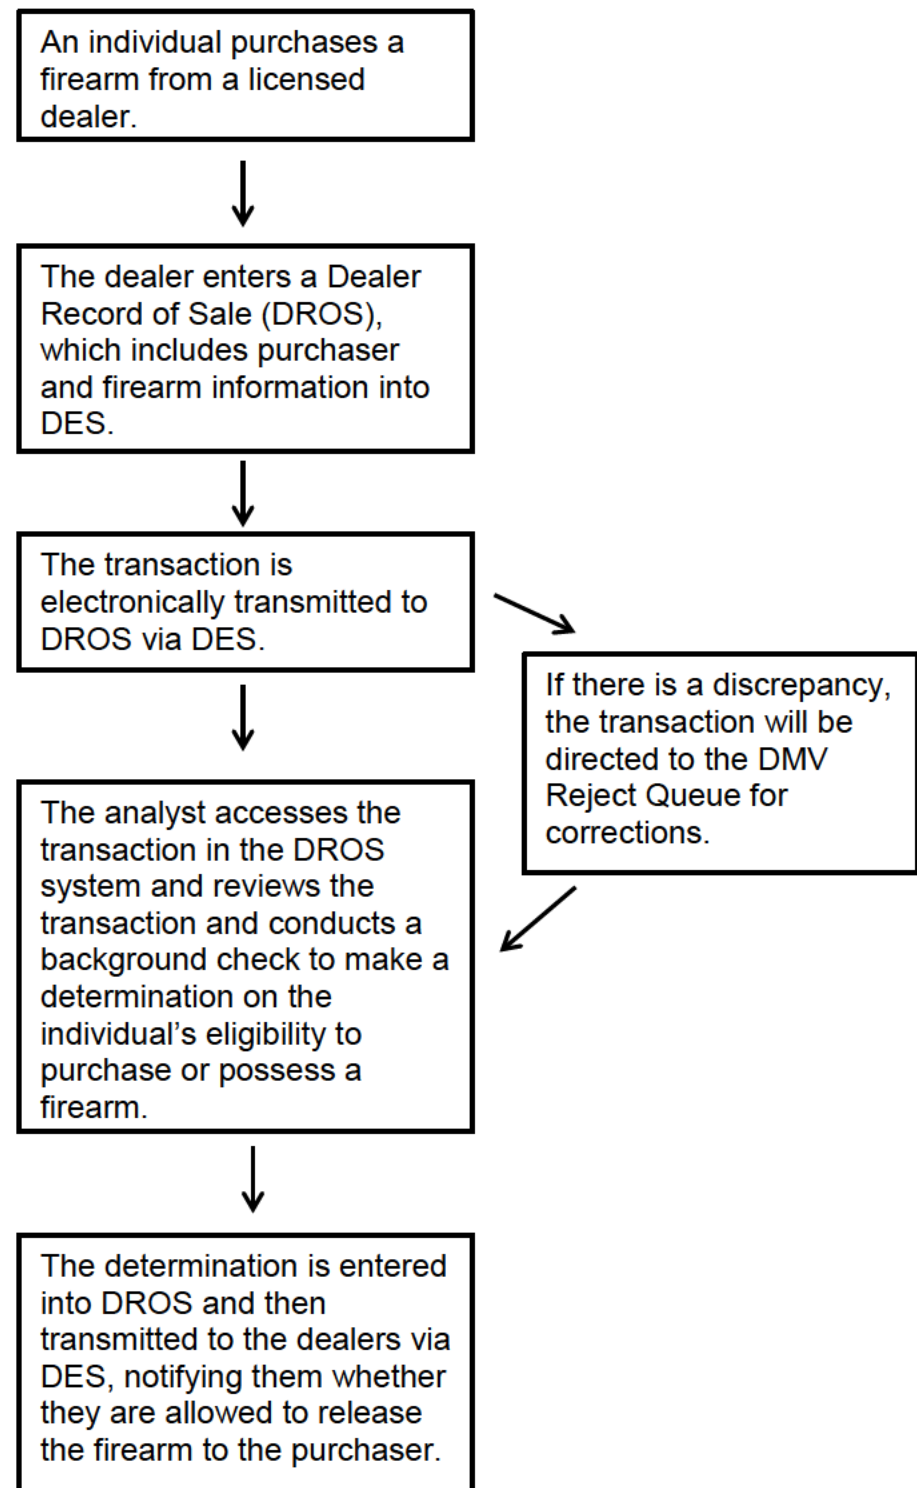 An individual purchases a
firearm from a licensed
dealer.
The dealer enters a Dealer
Record of Sale (DROS),
which includes purchaser
and firearm information into
DES.
The transaction is
electronically transmitted to
DROS via DES.
If there is a discrepancy,
the transaction will be
directed to the DMV
Reject Queue for
corrections.
The analyst accesses the
transaction in the DROS
system and reviews the
transaction and conducts a
background check to make a
determination on the
individual’s eligibility to
purchase or possess a
firearm.
The determination is entered
into DROS and then
transmitted to the dealers via
DES, notifying them whether
they are allowed to release
the firearm to the purchaser.